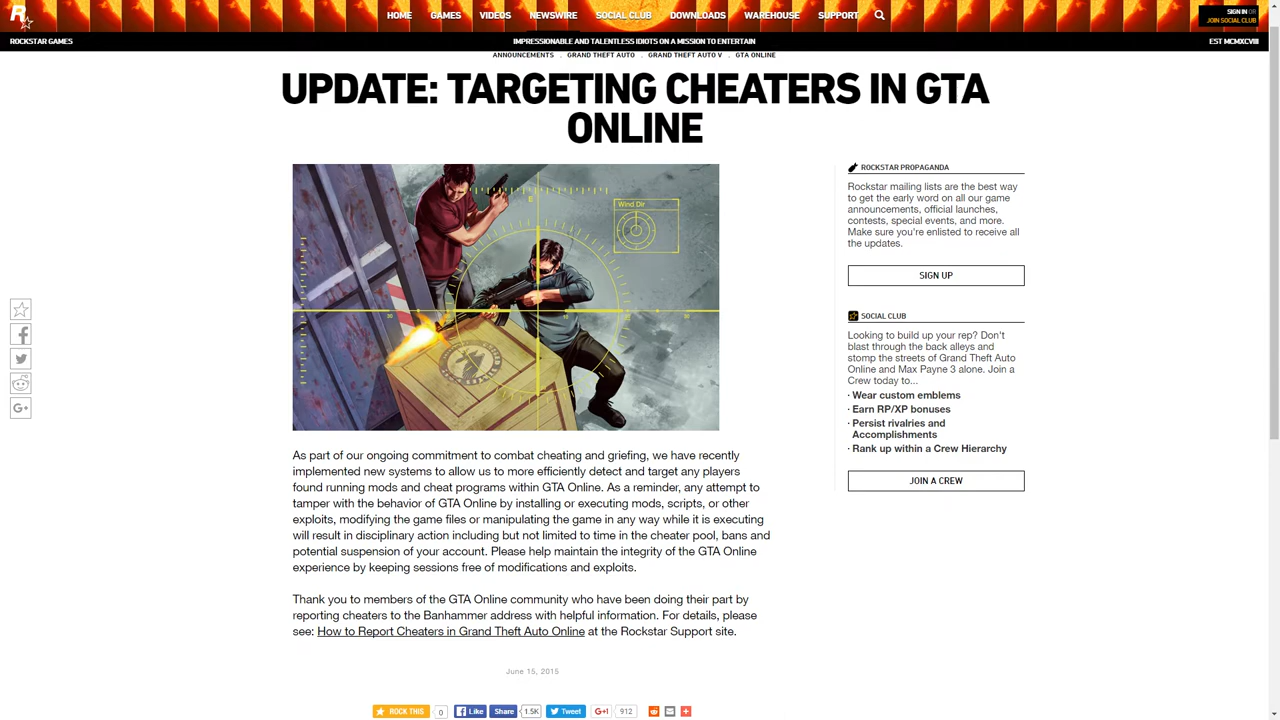 R
HOME GAMES VIDEOS NEWSWIRE SOCIAL CLUB DOWNLOADS WAREHOUSE SUPPORT
SIGN IN OR
JOIN SOCIAL CLUB
ROCKSTAR GAMES
IMPRESSIONABLE AND TALENTLESS IDIOTS ON A MISSION TO ENTERTAIN
EST MCMXCVIII
ANNOUNCEMENTS . GRAND THEFT AUTO . GRAND THEFT AUTO V . GTA ONLINE
UPDATE: TARGETING CHEATERS IN GTA
ONLINE
Wind Dir
As part of our ongoing commitment to combat cheating and griefing, we have recently
implemented new systems to allow us to more efficiently detect and target any players
found running mods and cheat programs within GTA Online. As a reminder, any attempt to
tamper with the behavior of GTA Online by installing or executing mods, scripts, or other
exploits, modifying the game files or manipulating the game in any way while it is executing
will result in disciplinary action including but not limited to time in the cheater pool, bans and
potential suspension of your account. Please help maintain the integrity of the GTA Online
experience by keeping sessions free of modifications and exploits.
Thank you to members of the GTA Online community who have been doing their part by
reporting cheaters to the Banhammer address with helpful information. For details, please
see: How to Report Cheaters in Grand Theft Auto Online at the Rockstar Support site.
June 15, 2015
ROCK THIS 0 Like Share 1.5K Tweet G+1 912
ROCKSTAR PROPAGANDA
Rockstar mailing lists are the best way
to get the early word on all our game
announcements, official launches,
contests, special events, and more.
Make sure you're enlisted to receive all
the updates.
SIGN UP
SOCIAL CLUB
Looking to build up your rep? Don't
blast through the back alleys and
stomp the streets of Grand Theft Auto
Online and Max Payne 3 alone. Join a
Crew today to...
· Wear custom emblems
· Earn RP/XP bonuses
· Persist rivalries and
Accomplishments
· Rank up within a Crew Hierarchy
JOIN A CREW